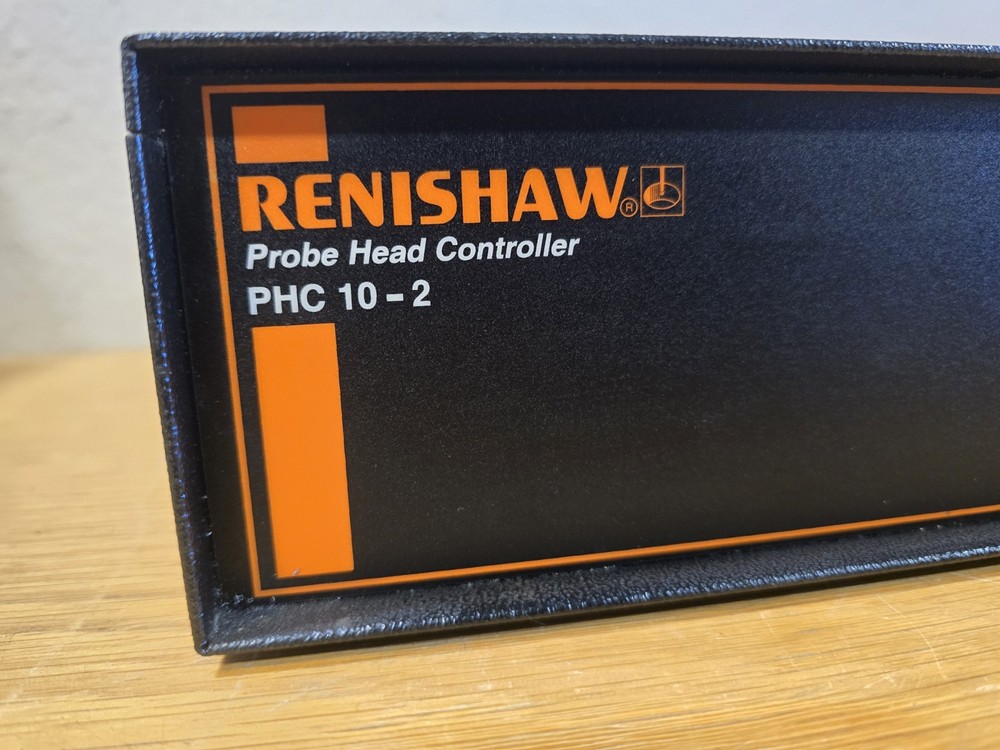 RENISHAW®
Probe Head Controller
PHC 10-2